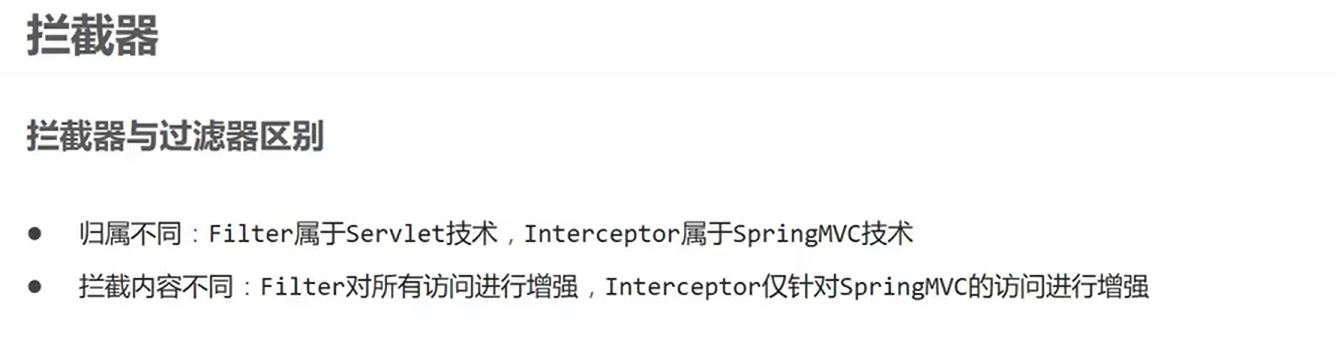 拦截器
拦截器与过滤器区别
● 归属不同：Filter属于Servlet技术，Interceptor属于SpringMVC技术
● 拦截内容不同：Filter对所有访问进行增强，Interceptor仅针对SpringMVC的访问进行增强